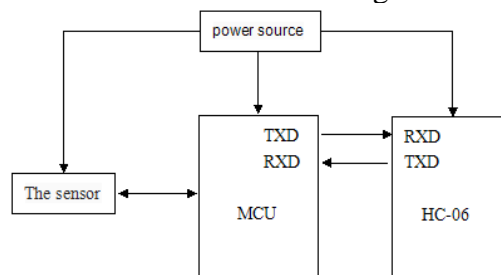 power source
TXD
RXD
RXD
TXD
The sensor
MCU
HC-06